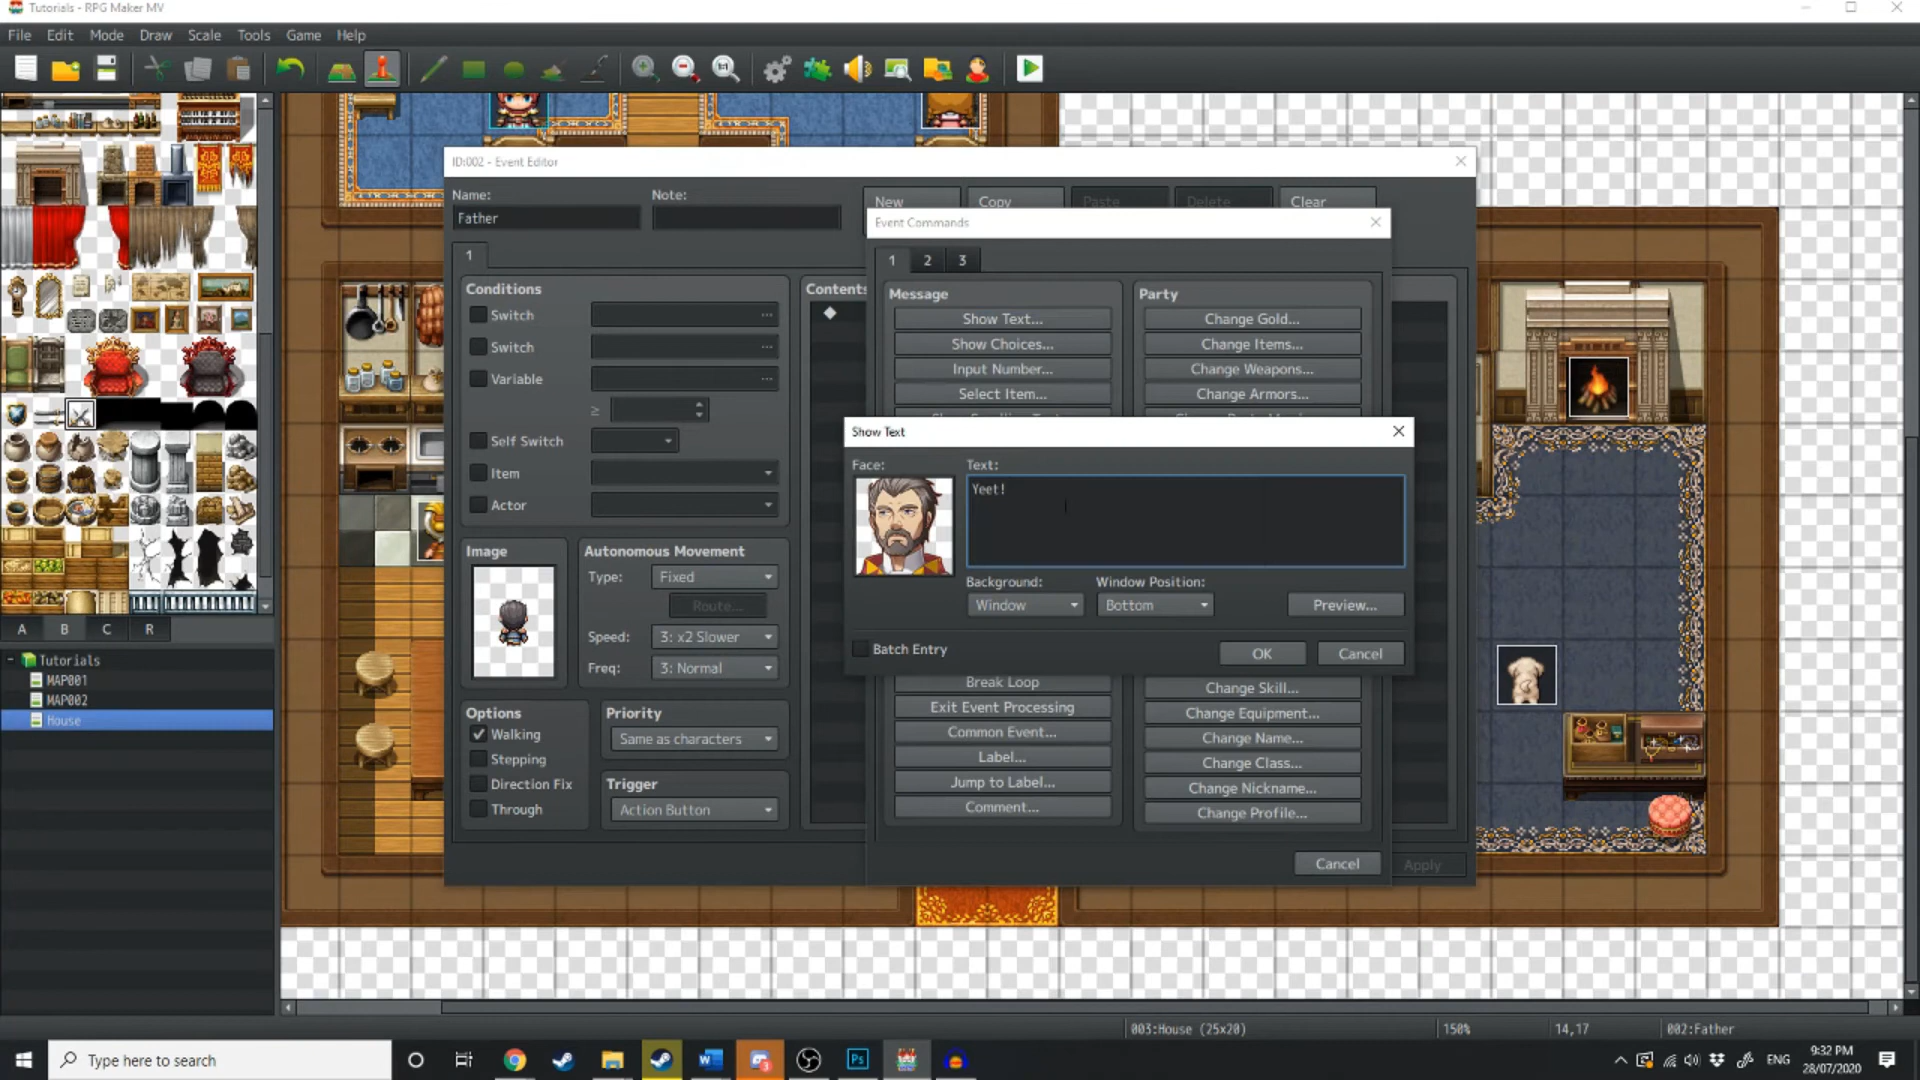 Tutorials - RPG Maker MV
File Edit Mode Draw Scale Tools Game Help
ID:002 - Event Editor
Name:
Note:
Father
New Copy Paste Delete Clear
Event Commands
1
1 2 3
Conditions
Switch
Switch
Variable
≥
Self Switch
Item
Actor
Contents
Message
Show Text...
Show Choices...
Input Number...
Select Item...
Party
Change Gold...
Change Items...
Change Weapons...
Change Armors...
Show Text
Face:
Text:
Yeet!
Background:
Window
Window Position:
Bottom
Preview...
Batch Entry
OK
Cancel
Image
Autonomous Movement
Type: Fixed
Route...
Speed: 3: x2 Slower
Freq: 3: Normal
Options
Walking
Stepping
Direction Fix
Through
Priority
Same as characters
Trigger
Action Button
Break Loop
Exit Event Processing
Common Event...
Label...
Jump to Label...
Comment...
Change Skill...
Change Equipment...
Change Name...
Change Class...
Change Nickname...
Change Profile...
Cancel
Apply
A B C R
Tutorials
MAP001
MAP002
House
003:House (25x20)
150%
14,17
002:Father
Type here to search
W
Ps
ENG
9:32 PM
28/07/2020